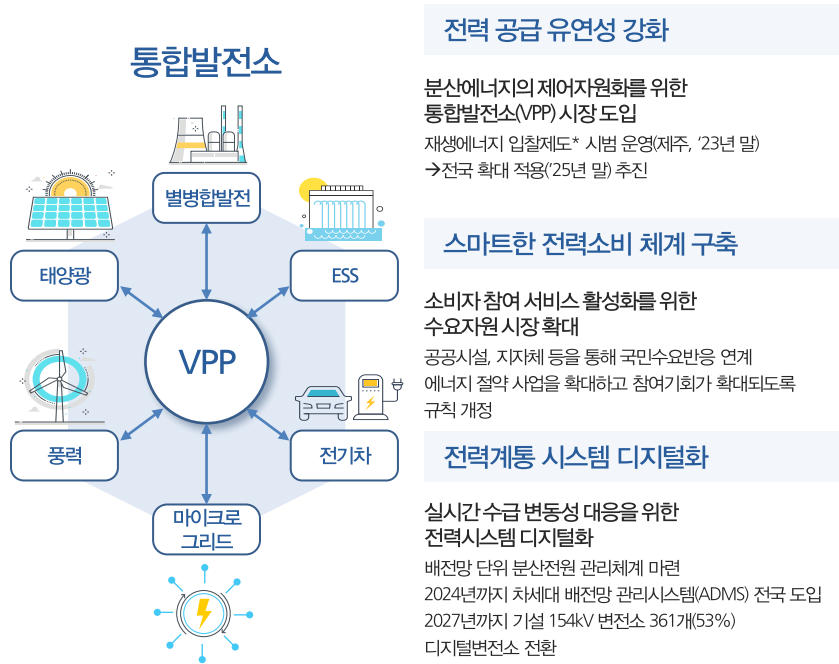 통합발전소
별병합발전
태양광
ESS
VPP
풍력
전기차
마이크로
그리드
전력 공급 유연성 강화
분산에너지의 제어자원화를 위한
통합발전소(VPP) 시장 도입
재생에너지 입찰제도* 시범 운영(제주, ‘23년 말)
→전국 확대 적용(‘25년 말) 추진
스마트한 전력소비 체계 구축
소비자 참여 서비스 활성화를 위한
수요자원 시장 확대
공공시설, 지자체 등을 통해 국민수요반응 연계
에너지 절약 사업을 확대하고 참여기회가 확대되도록
규칙 개정
전력계통 시스템 디지털화
실시간 수급 변동성 대응을 위한
전력시스템 디지털화
배전망 단위 분산전원 관리체계 마련
2024년까지 차세대 배전망 관리시스템(ADMS) 전국 도입
2027년까지 기설 154kV 변전소 361개(53%)
디지털변전소 전환